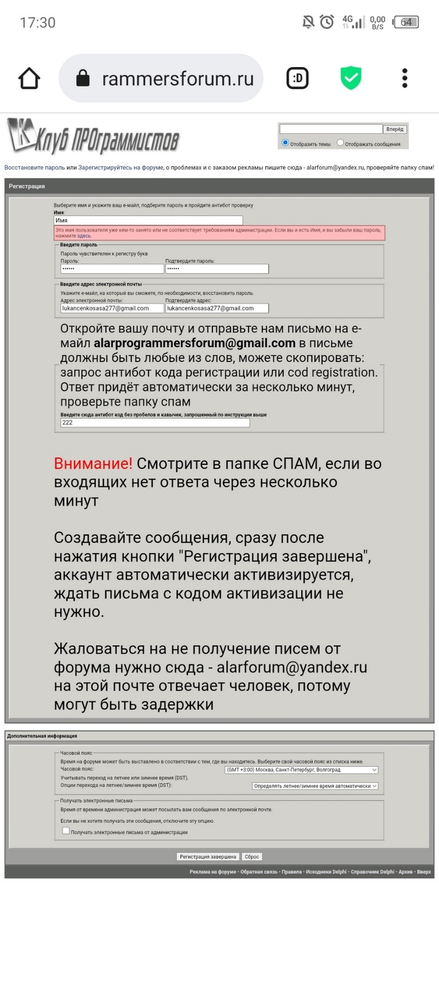 17:30
4G
0,00
B/S
64
rammersforum.ru
:D
Клуб ПРОграммистов
Вперёд
Отобразить темы Отображать сообщения
Восстановите пароль или Зарегистрируйтесь на форуме, о проблемах и с заказом рекламы пишите сюда - alarforum@yandex.ru, проверяйте папку спам!
Регистрация
Выберите имя и укажите ваш е-майл, подберите пароль и пройдите антибот проверку
Имя:
Имя
Это имя пользователя уже кем-то занято или не соответствует требованиям администрации. Если вы и есть Имя, и вы забыли ваш пароль,
нажмите здесь.
Введите пароль
Пароль чувствителен к регистру букв
Пароль: Подтвердите пароль:
•••••• ••••••
Введите адрес электронной почты
Укажите е-майл, на который вы сможете, по необходимости, восстановить пароль.
Адрес электронной почты: Подтвердите адрес:
lukancenkosasa277@gmail.com lukancenkosasa277@gmail.com
Откройте вашу почту и отправьте нам письмо на е-
майл alarprogrammersforum@gmail.com в письме
должны быть любые из слов, можете скопировать:
запрос антибот кода регистрации или cod registration.
Ответ придёт автоматически за несколько минут,
проверьте папку спам
Введите сюда антибот код без пробелов и кавычек, запрошенный по инструкции выше
222
Внимание! Смотрите в папке СПАМ, если во
входящих нет ответа через несколько
минут
Создавайте сообщения, сразу после
нажатия кнопки "Регистрация завершена",
аккаунт автоматически активизируется,
ждать письма с кодом активизации не
нужно.
Жаловаться на не получение писем от
форума нужно сюда - alarforum@yandex.ru
на этой почте отвечает человек, потому
могут быть задержки
Дополнительная информация
Часовой пояс
Время на форуме может быть выставлено в соответствии с тем, где вы находитесь. Выберите свой часовой пояс из списка ниже.
Часовой пояс: (GMT +3:00) Москва, Санкт-Петербург, Волгоград
Учитывать переход на летнее или зимнее время (DST).
Опции перехода на летнее/зимнее время (DST): Определять летнее/зимнее время автоматически
Получать электронные письма
Время от времени администрация может посылать вам сообщения по электронной почте.
Если вы не хотите получать эти сообщения, отключите эту опцию.
Получать электронные письма от администрации
Регистрация завершена Сброс
Реклама на форуме - Обратная связь - Правила - Исходники Delphi - Справочник Delphi - Архив - Вверх